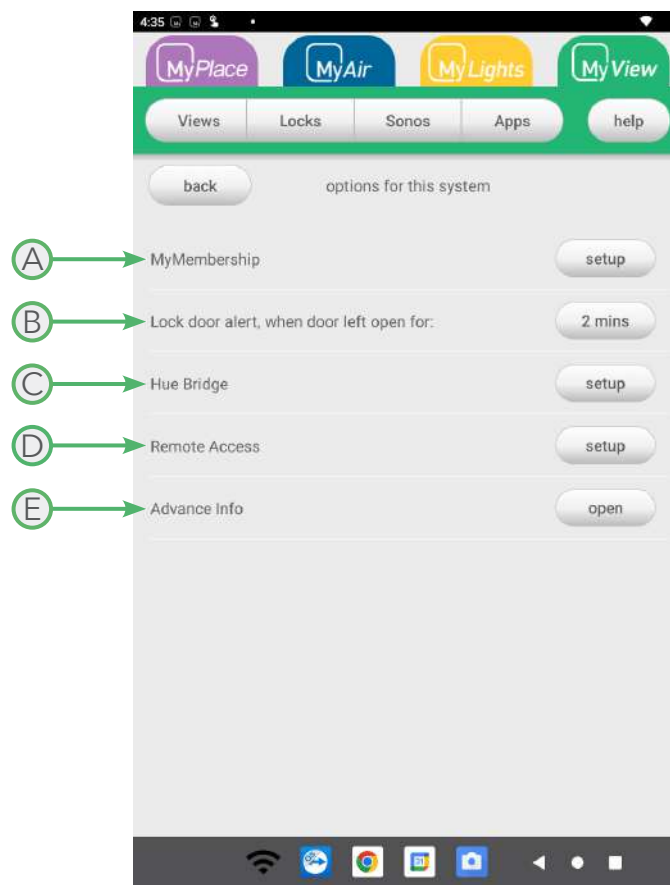 4:35
MyPlace MyAir MyLights MyView
Views Locks Sonos Apps help
back options for this system
A MyMembership setup
B Lock door alert, when door left open for: 2 mins
C Hue Bridge setup
D Remote Access setup
E Advance Info open